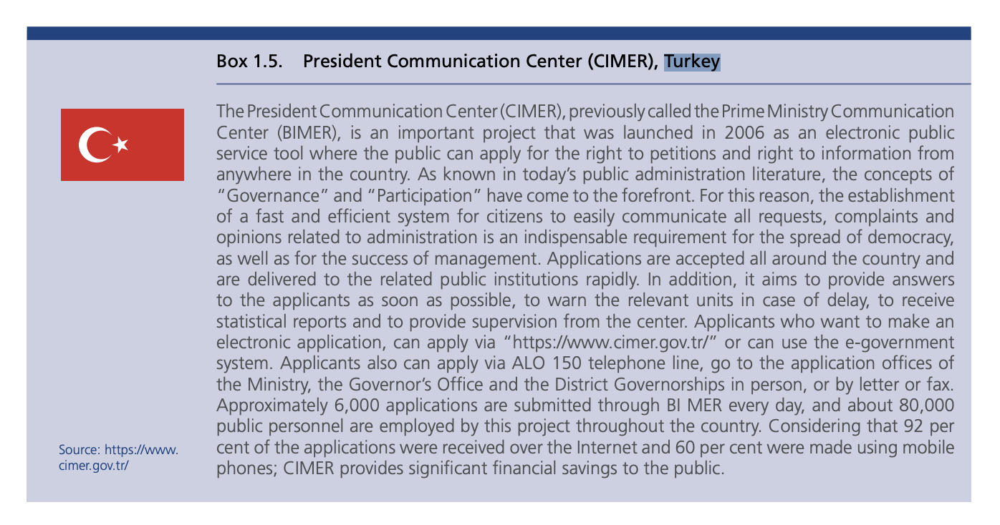 Box 1.5. President Communication Center (CIMER), Turkey
The President Communication Center (CIMER), previously called the Prime Ministry Communication
Center (BIMER), is an important project that was launched in 2006 as an electronic public
service tool where the public can apply for the right to petitions and right to information from
anywhere in the country. As known in today’s public administration literature, the concepts of
“Governance” and “Participation” have come to the forefront. For this reason, the establishment
of a fast and efficient system for citizens to easily communicate all requests, complaints and
opinions related to administration is an indispensable requirement for the spread of democracy,
as well as for the success of management. Applications are accepted all around the country and
are delivered to the related public institutions rapidly. In addition, it aims to provide answers
to the applicants as soon as possible, to warn the relevant units in case of delay, to receive
statistical reports and to provide supervision from the center. Applicants who want to make an
electronic application, can apply via “https://www.cimer.gov.tr/” or can use the e-government
system. Applicants also can apply via ALO 150 telephone line, go to the application offices of
the Ministry, the Governor’s Office and the District Governorships in person, or by letter or fax.
Approximately 6,000 applications are submitted through BI MER every day, and about 80,000
public personnel are employed by this project throughout the country. Considering that 92 per
cent of the applications were received over the Internet and 60 per cent were made using mobile
phones; CIMER provides significant financial savings to the public.
Source: https://www.
cimer.gov.tr/